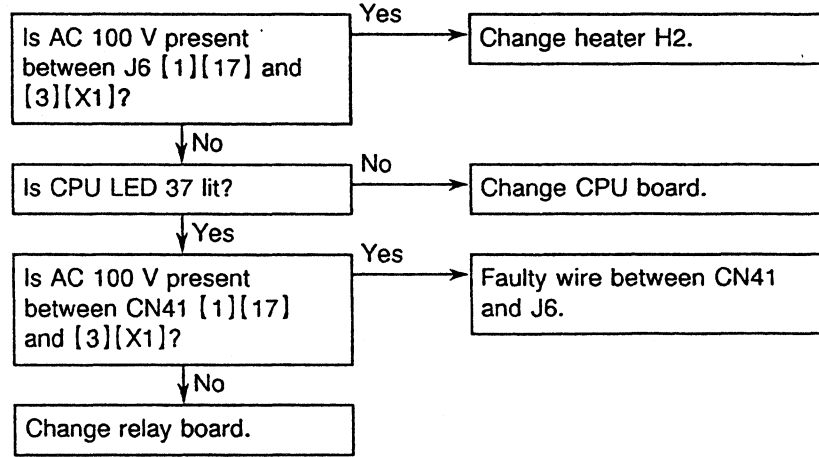 Is AC 100 V present
between J6 [1][17] and
[3][X1]?
Yes
Change heater H2.
No
Is CPU LED 37 lit?
No
Change CPU board.
Yes
Is AC 100 V present
between CN41 [1][17]
and [3][X1]?
Yes
Faulty wire between CN41
and J6.
No
Change relay board.